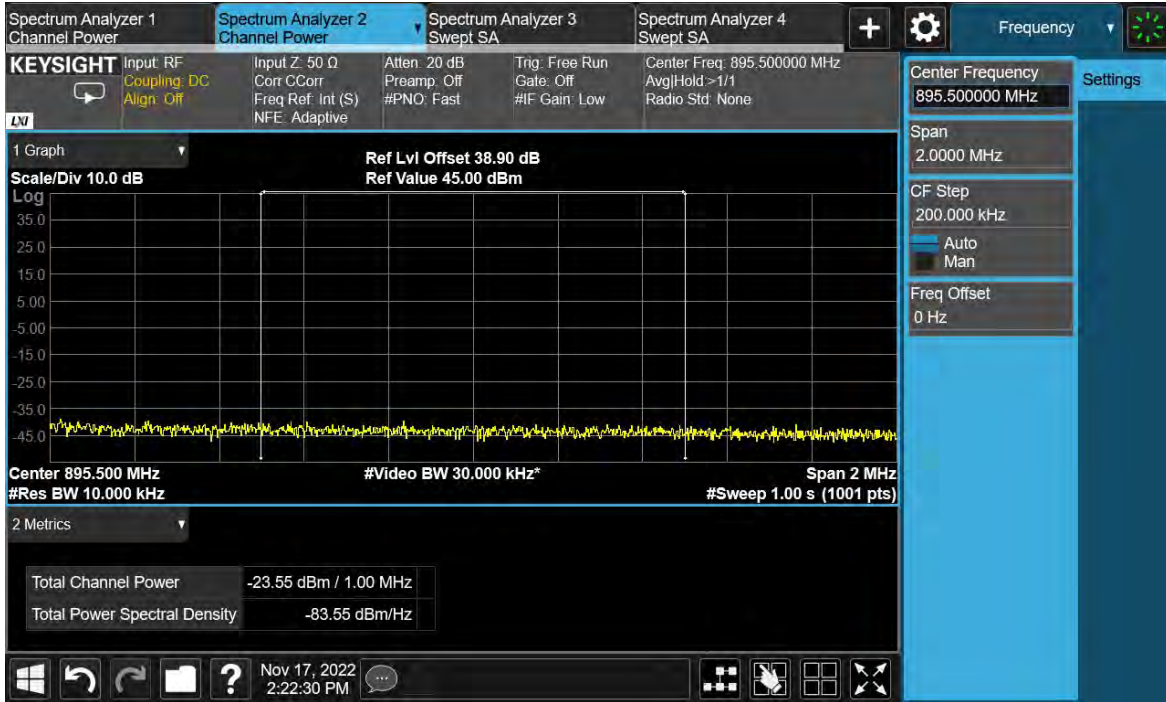 Spectrum Analyzer 1
Channel Power
Spectrum Analyzer 2
Channel Power
Spectrum Analyzer 3
Swept SA
Spectrum Analyzer 4
Swept SA
+
Frequency
KEYSIGHT
LXI
Input: RF
Coupling: DC
Align: Off
Input Z: 50 Ω
Corr CCorr
Freq Ref: Int (S)
NFE: Adaptive
Atten: 20 dB
Preamp: Off
#PNO: Fast
Trig: Free Run
Gate: Off
#IF Gain: Low
Center Freq: 895.500000 MHz
Avg|Hold:>1/1
Radio Std: None
Center Frequency
895.500000 MHz
Settings
Span
2.0000 MHz
CF Step
200.000 kHz
Auto
Man
Freq Offset
0 Hz
1 Graph
Scale/Div 10.0 dB
Ref Lvl Offset 38.90 dB
Ref Value 45.00 dBm
Log
35.0
25.0
15.0
5.00
-5.00
-15.0
-25.0
-35.0
-45.0
Center 895.500 MHz
#Video BW 30.000 kHz*
Span 2 MHz
#Res BW 10.000 kHz
#Sweep 1.00 s (1001 pts)
2 Metrics
Total Channel Power
-23.55 dBm / 1.00 MHz
Total Power Spectral Density
-83.55 dBm/Hz
?
Nov 17, 2022
2:22:30 PM